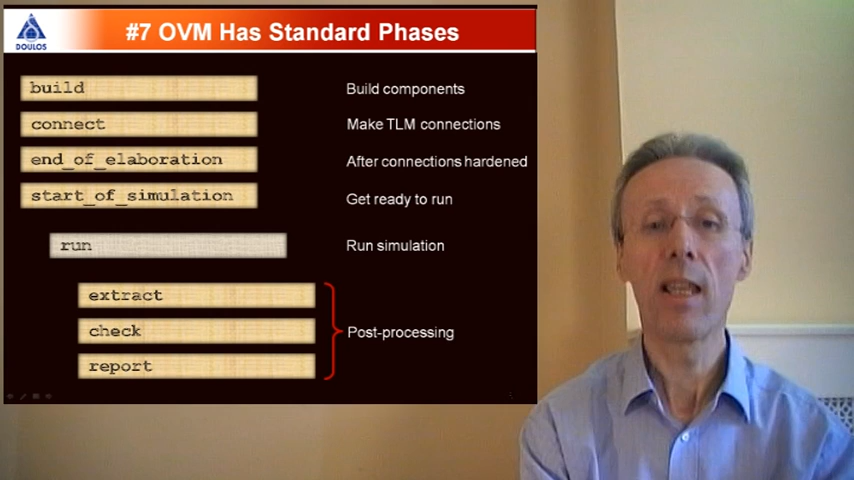 #7 OVM Has Standard Phases
DOULOS
build Build components
connect Make TLM connections
end_of_elaboration After connections hardened
start_of_simulation Get ready to run
run Run simulation
extract
check Post-processing
report